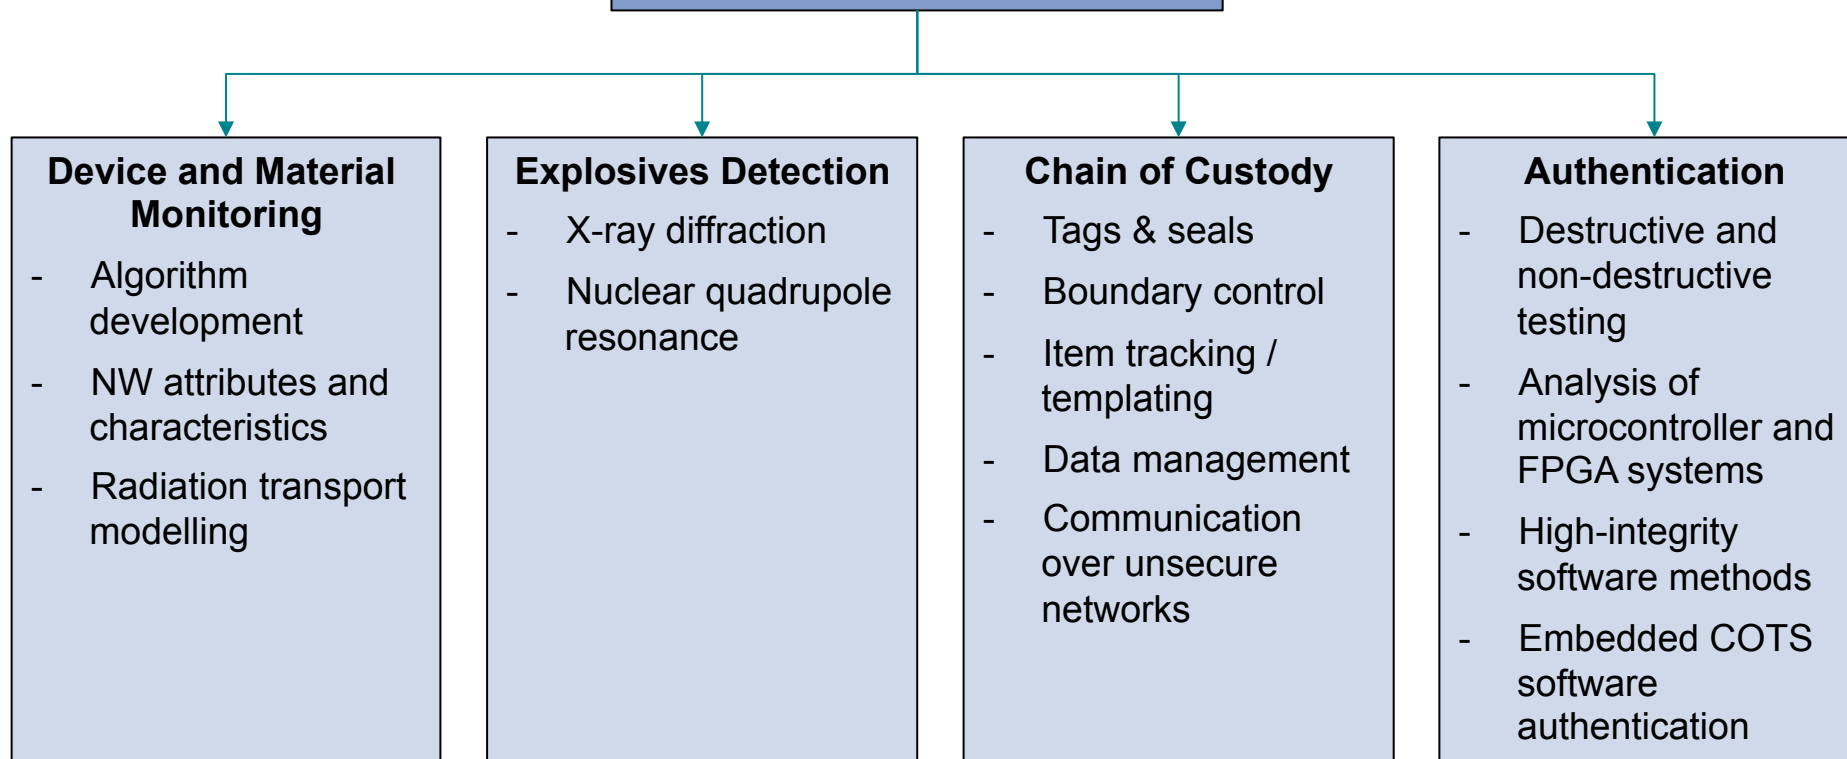 Device and Material
Monitoring
- Algorithm
development
- NW attributes and
characteristics
- Radiation transport
modelling
Explosives Detection
- X-ray diffraction
- Nuclear quadrupole
resonance
Chain of Custody
- Tags & seals
- Boundary control
- Item tracking /
templating
- Data management
- Communication
over unsecure
networks
Authentication
- Destructive and
non-destructive
testing
- Analysis of
microcontroller and
FPGA systems
- High-integrity
software methods
- Embedded COTS
software
authentication